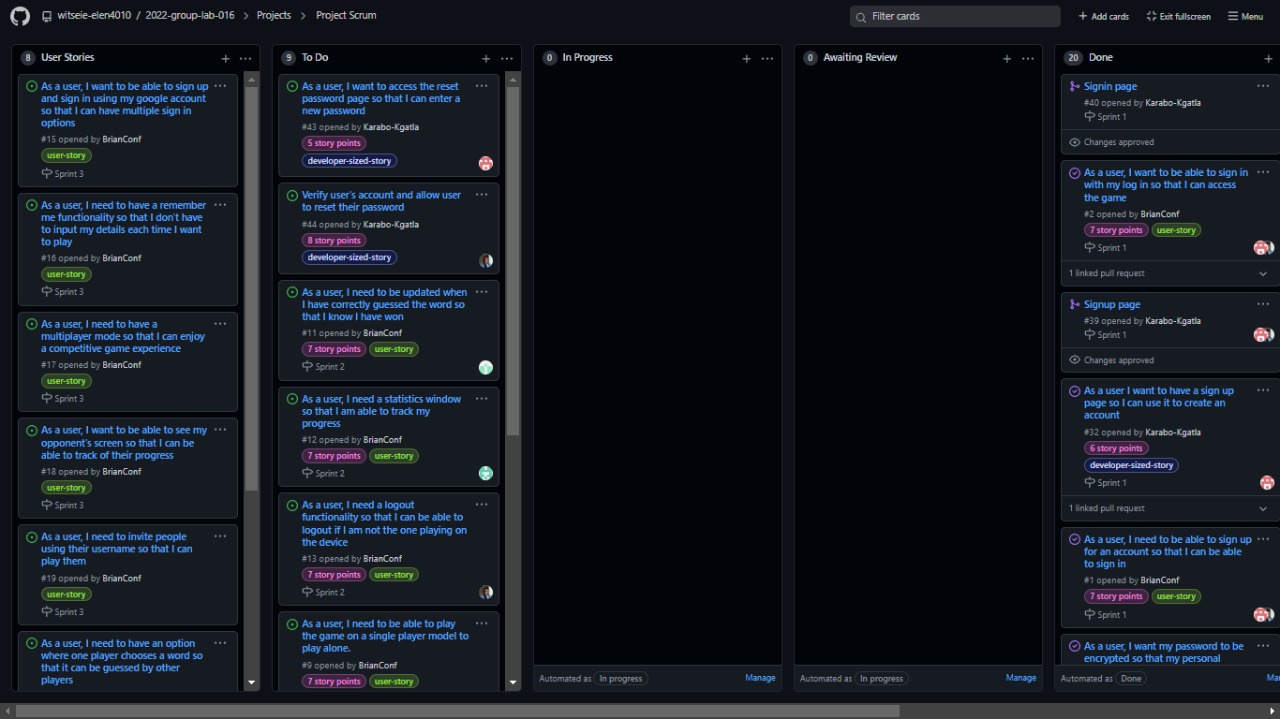 witseie-elen4010 / 2022-group-lab-016 Projects Project Scrum
Filter cards
Add cards Exit fullscreen Menu
8 User Stories
As a user, I want to be able to sign up
and sign in using my google account
so that I can have multiple sign in
options
#15 opened by BrianConf
user-story
Sprint 3
As a user, I need to have a remember
me functionality so that I don't have
to input my details each time I want
to play
#16 opened by BrianConf
user-story
Sprint 3
As a user, I need to have a
multiplayer mode so that I can enjoy
a competitive game experience
#17 opened by BrianConf
user-story
Sprint 3
As a user, I want to be able to see my
opponent's screen so that I can be
able to track of their progress
#18 opened by BrianConf
user-story
Sprint 3
As a user, I need to invite people
using their username so that I can
play them
#19 opened by BrianConf
user-story
Sprint 3
As a user, I need to have an option
where one player chooses a word so
that it can be guessed by other
players
9 To Do
As a user, I want to access the reset
password page so that I can enter a
new password
#43 opened by Karabo-Kgatla
5 story points
developer-sized-story
Verify user's account and allow user
to reset their password
#44 opened by Karabo-Kgatla
8 story points
developer-sized-story
As a user, I need to be updated when
I have correctly guessed the word so
that I know I have won
#11 opened by BrianConf
7 story points user-story
Sprint 2
As a user, I need a statistics window
so that I am able to track my
progress
#12 opened by BrianConf
7 story points user-story
Sprint 2
As a user, I need a logout
functionality so that I can be able to
logout if I am not the one playing on
the device
#13 opened by BrianConf
7 story points user-story
Sprint 2
As a user, I need to be able to play
the game on a single player model to
play alone.
#9 opened by BrianConf
7 story points user-story
0 In Progress
Automated as In progress Manage
0 Awaiting Review
Automated as In progress Manage
20 Done
Signin page
#40 opened by Karabo-Kgatla
Sprint 1
Changes approved
As a user, I want to be able to sign in
with my log in so that I can access
the game
#2 opened by BrianConf
7 story points user-story
Sprint 1
1 linked pull request
Signup page
#39 opened by Karabo-Kgatla
Sprint 1
Changes approved
As a user I want to have a sign up
page so I can use it to create an
account
#32 opened by Karabo-Kgatla
6 story points
developer-sized-story
Sprint 1
1 linked pull request
As a user, I need to be able to sign up
for an account so that I can be able
to sign in
#1 opened by BrianConf
7 story points user-story
Sprint 1
As a user, I want my password to be
encrypted so that my personal
Automated as Done Ma